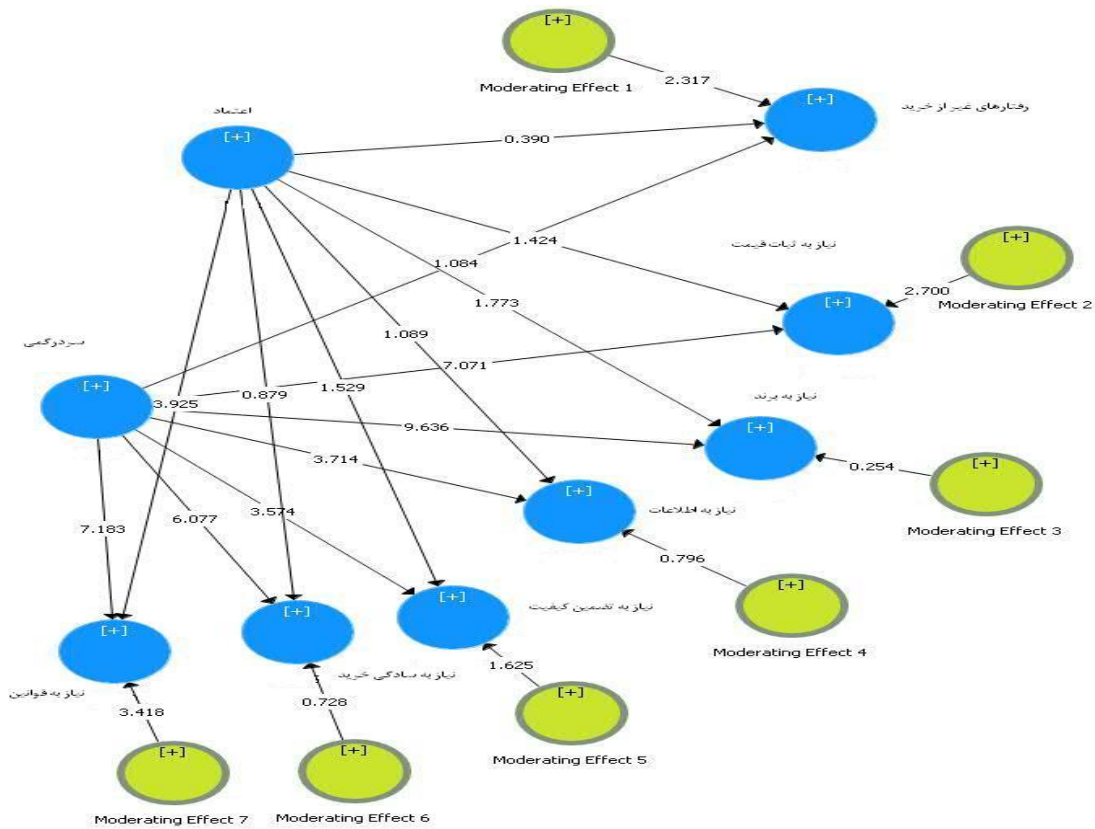 [+]
Moderating Effect 1
2.317
[+]
رفتارهای غیر از خرید
اعتماد
[+]
0.390
1.424
نیاز به ثبات قیمت
[+]
Moderating Effect 2
2.700
[+]
1.084
1.773
1.089
سردرگمی
[+]
7.071
3.925
0.879
1.529
نیاز به برند
[+]
9.636
3.714
0.254
[+]
Moderating Effect 3
[+]
نیاز به اطلاعات
7.183
6.077
3.574
0.796
[+]
Moderating Effect 4
[+]
نیاز به تضمین کیفیت
[+]
نیاز به سادگی خرید
[+]
نیاز به قوانین
1.625
[+]
Moderating Effect 5
3.418
0.728
[+]
Moderating Effect 7
[+]
Moderating Effect 6